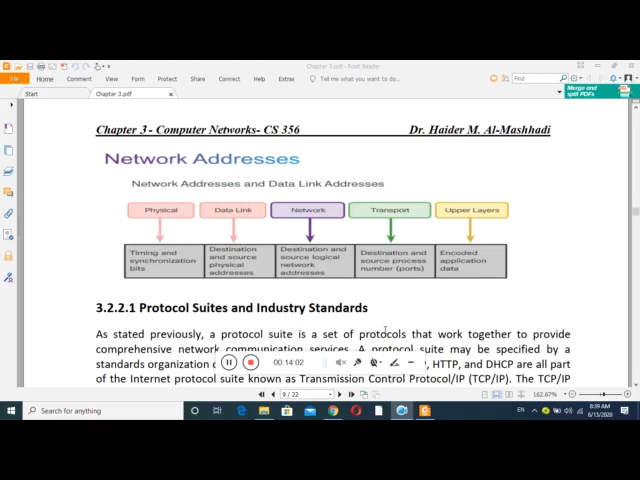 Chapter 3.pdf - Foxit Reader
File Home Comment View Form Protect Share Connect Help Extras Tell me what you want to do... Find
Start Chapter 3.pdf
Merge and split PDFs
Chapter 3 - Computer Networks- CS 356 Dr. Haider M. Al-Mashhadi
Network Addresses
Network Addresses and Data Link Addresses
Physical Data Link Network Transport Upper Layers
Timing and synchronization bits
Destination and source physical addresses
Destination and source logical network addresses
Destination and source process number (ports)
Encoded application data
3.2.2.1 Protocol Suites and Industry Standards
As stated previously, a protocol suite is a set of protocols that work together to provide
comprehensive network communication services. A protocol suite may be specified by a
standards organization P, HTTP, and DHCP are all part
of the Internet protocol suite known as Transmission Control Protocol/IP (TCP/IP). The TCP/IP
00:14:02
9 / 22 162.67%
Search for anything
EN 8:39 AM
6/13/2020